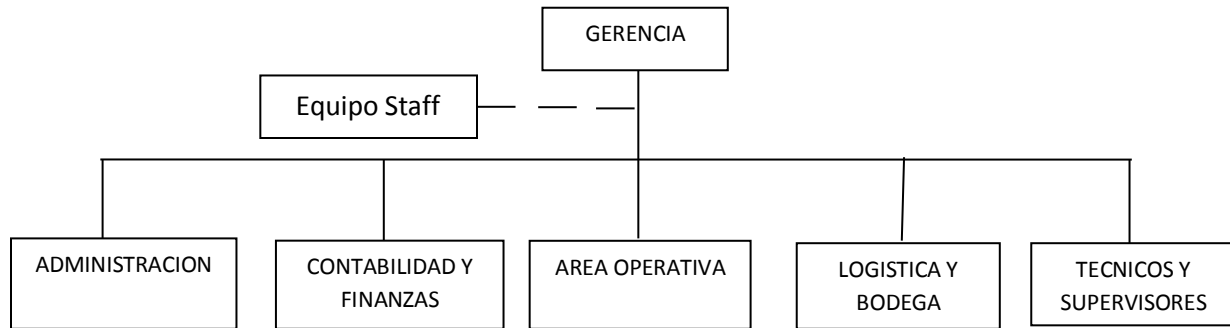 GERENCIA
Equipo Staff
ADMINISTRACION
CONTABILIDAD Y
FINANZAS
AREA OPERATIVA
LOGISTICA Y
BODEGA
TECNICOS Y
SUPERVISORES